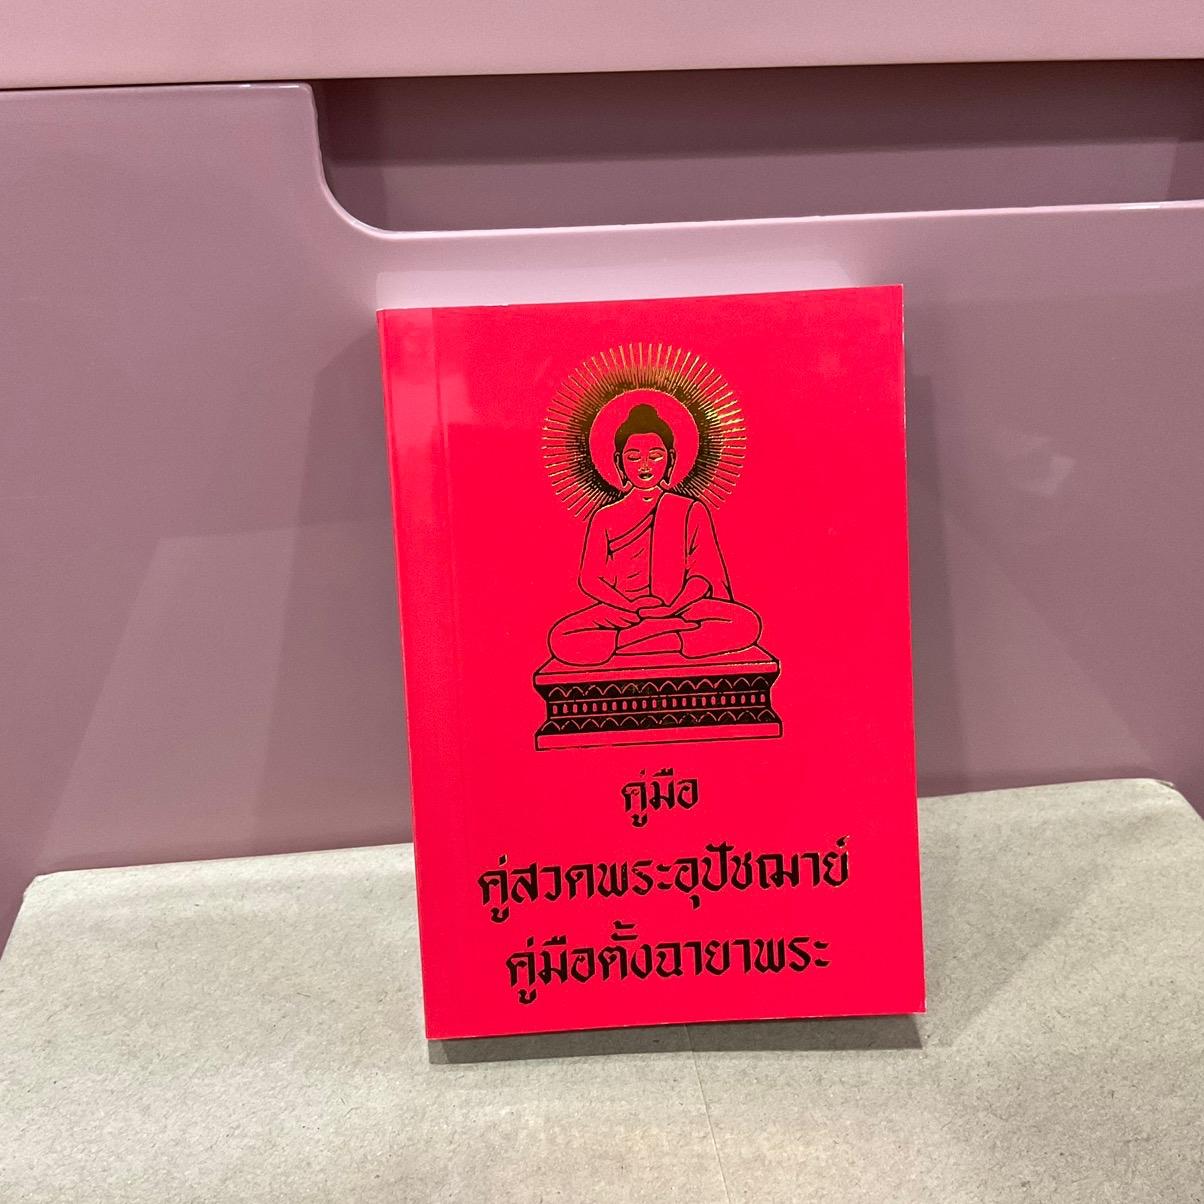 คู่มือ
คู่สวดพระอุปัชฌาย์
คู่มือตั้งฉายาพระ